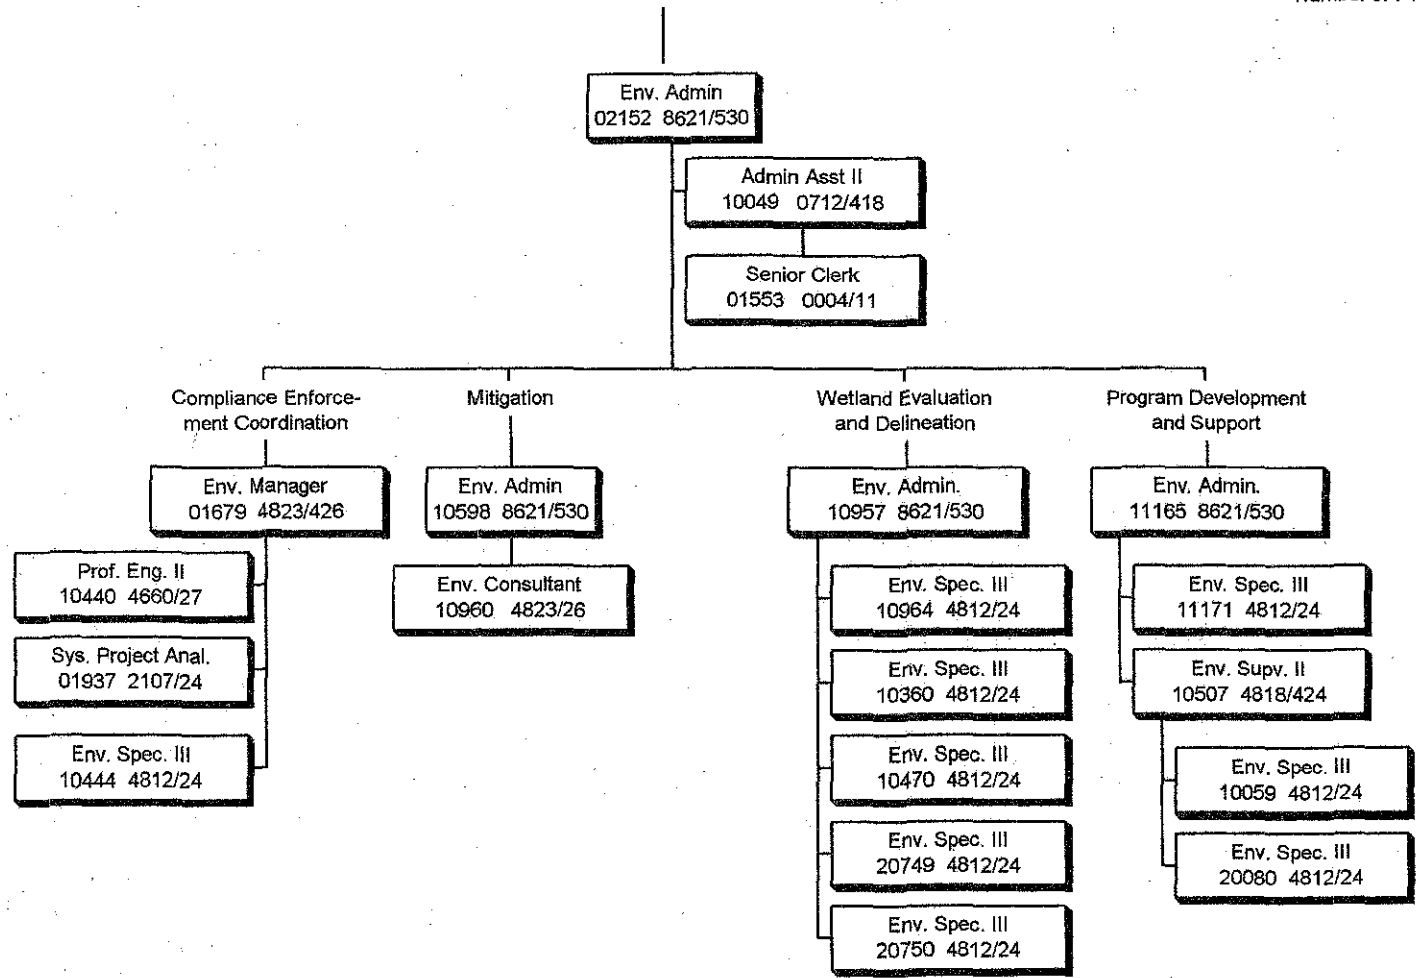 Env. Admin
02152 8621/530
Admin Asst II
10049 0712/418
Senior Clerk
01553 0004/11
Compliance Enforce-
ment Coordination
Env. Manager
01679 4823/426
Prof. Eng. II
10440 4660/27
Sys. Project Anal.
01937 2107/24
Env. Spec. III
10444 4812/24
Mitigation
Env. Admin
10598 8621/530
Env. Consultant
10960 4823/26
Wetland Evaluation
and Delineation
Env. Admin.
10957 8621/530
Env. Spec. III
10964 4812/24
Env. Spec. III
10360 4812/24
Env. Spec. III
10470 4812/24
Env. Spec. III
20749 4812/24
Env. Spec. III
20750 4812/24
Program Development
and Support
Env. Admin.
11165 8621/530
Env. Spec. III
11171 4812/24
Env. Supv. II
10507 4818/424
Env. Spec. III
10059 4812/24
Env. Spec. III
20080 4812/24